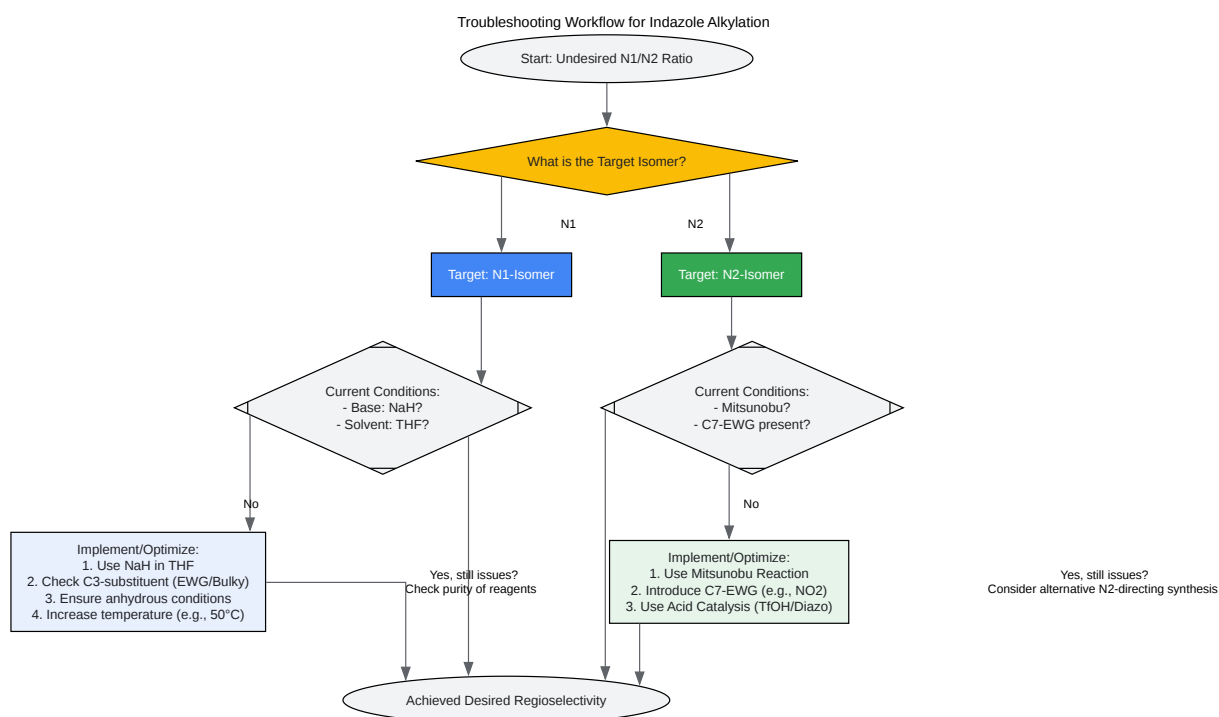 Troubleshooting Workflow for Indazole Alkylation
Start: Undesired N1/N2 Ratio
What is the Target Isomer?
N1
N2
Target: N1-Isomer
Target: N2-Isomer
Current Conditions:
- Base: NaH?
- Solvent: THF?
Current Conditions:
- Mitsunobu?
- C7-EWG present?
No
No
Implement/Optimize:
1. Use NaH in THF
2. Check C3-substituent (EWG/Bulky)
3. Ensure anhydrous conditions
4. Increase temperature (e.g., 50°C)
Yes, still issues?
Check purity of reagents
Implement/Optimize:
1. Use Mitsunobu Reaction
2. Introduce C7-EWG (e.g., NO2)
3. Use Acid Catalysis (TfOH/Diazo)
Yes, still issues?
Consider alternative N2-directing synthesis
Achieved Desired Regioselectivity